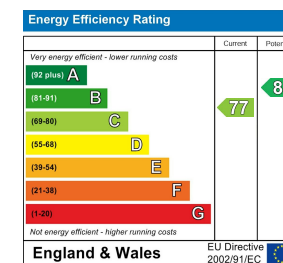 Energy Efficiency Rating
Current
Very energy efficient - lower running costs
(92 plus) A
(81-91) B
(69-80) C
77
(55-68) D
(39-54) E
(21-38) F
(1-20) G
Not energy efficient - higher running costs
England & Wales
EU Directive
2002/91/EC